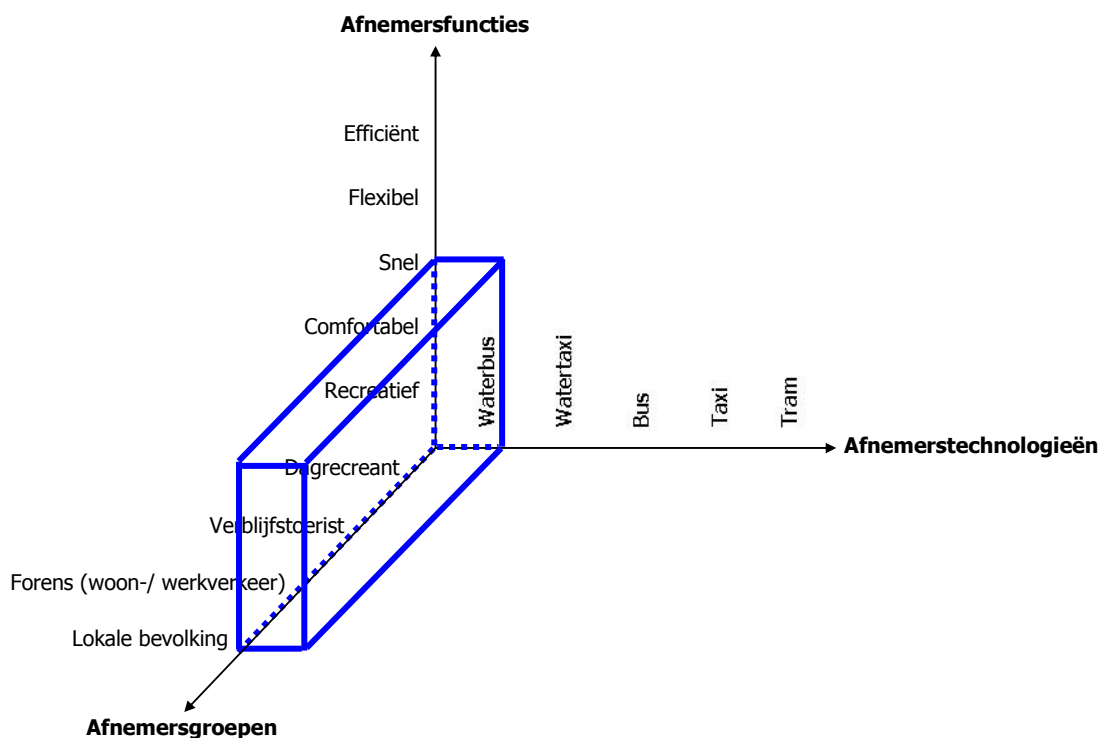 Afnemersfuncties
Efficiënt
Flexibel
Snel
Comfortabel
Recreatief
Waterbus
Watertaxi
Bus
Taxi
Tram
Afnemerstechnologieën
Dagrecreant
Verblijfstoerist
Forens (woon-/ werkverkeer)
Lokale bevolking
Afnemersgroepen